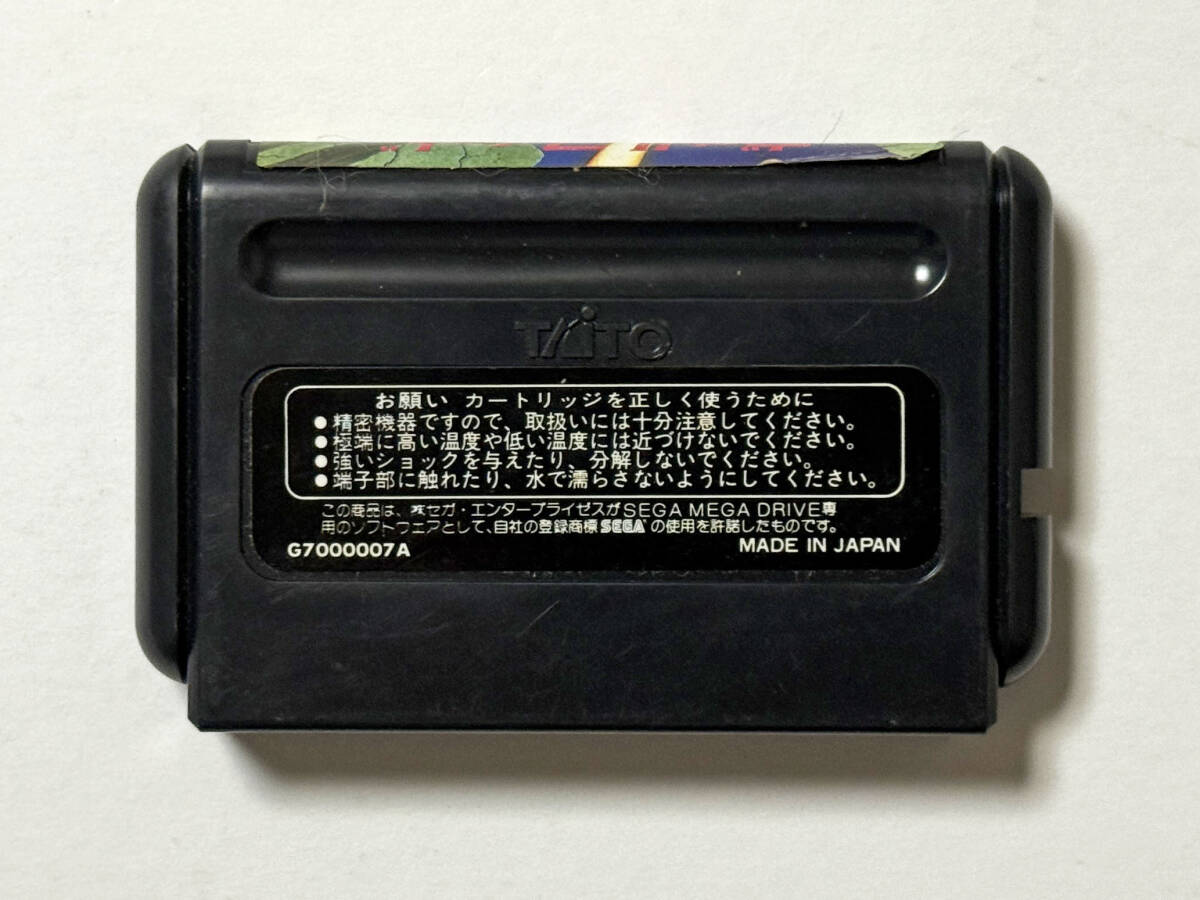 TAITO
お願い カートリッジを正しく使うために
●精密機器ですので、取扱いには十分注意してください。
●極端に高い温度や低い温度には近づけないでください。
●強いショックを与えたり、分解しないでください。
●端子部に触れたり、水で濡らさないようにしてください。
この商品は、㈱セガ・エンタープライゼスがSEGA MEGA DRIVE専
用のソフトウェアとして、自社の登録商標SEGAの使用を許諾したものです。
G7000007A
MADE IN JAPAN